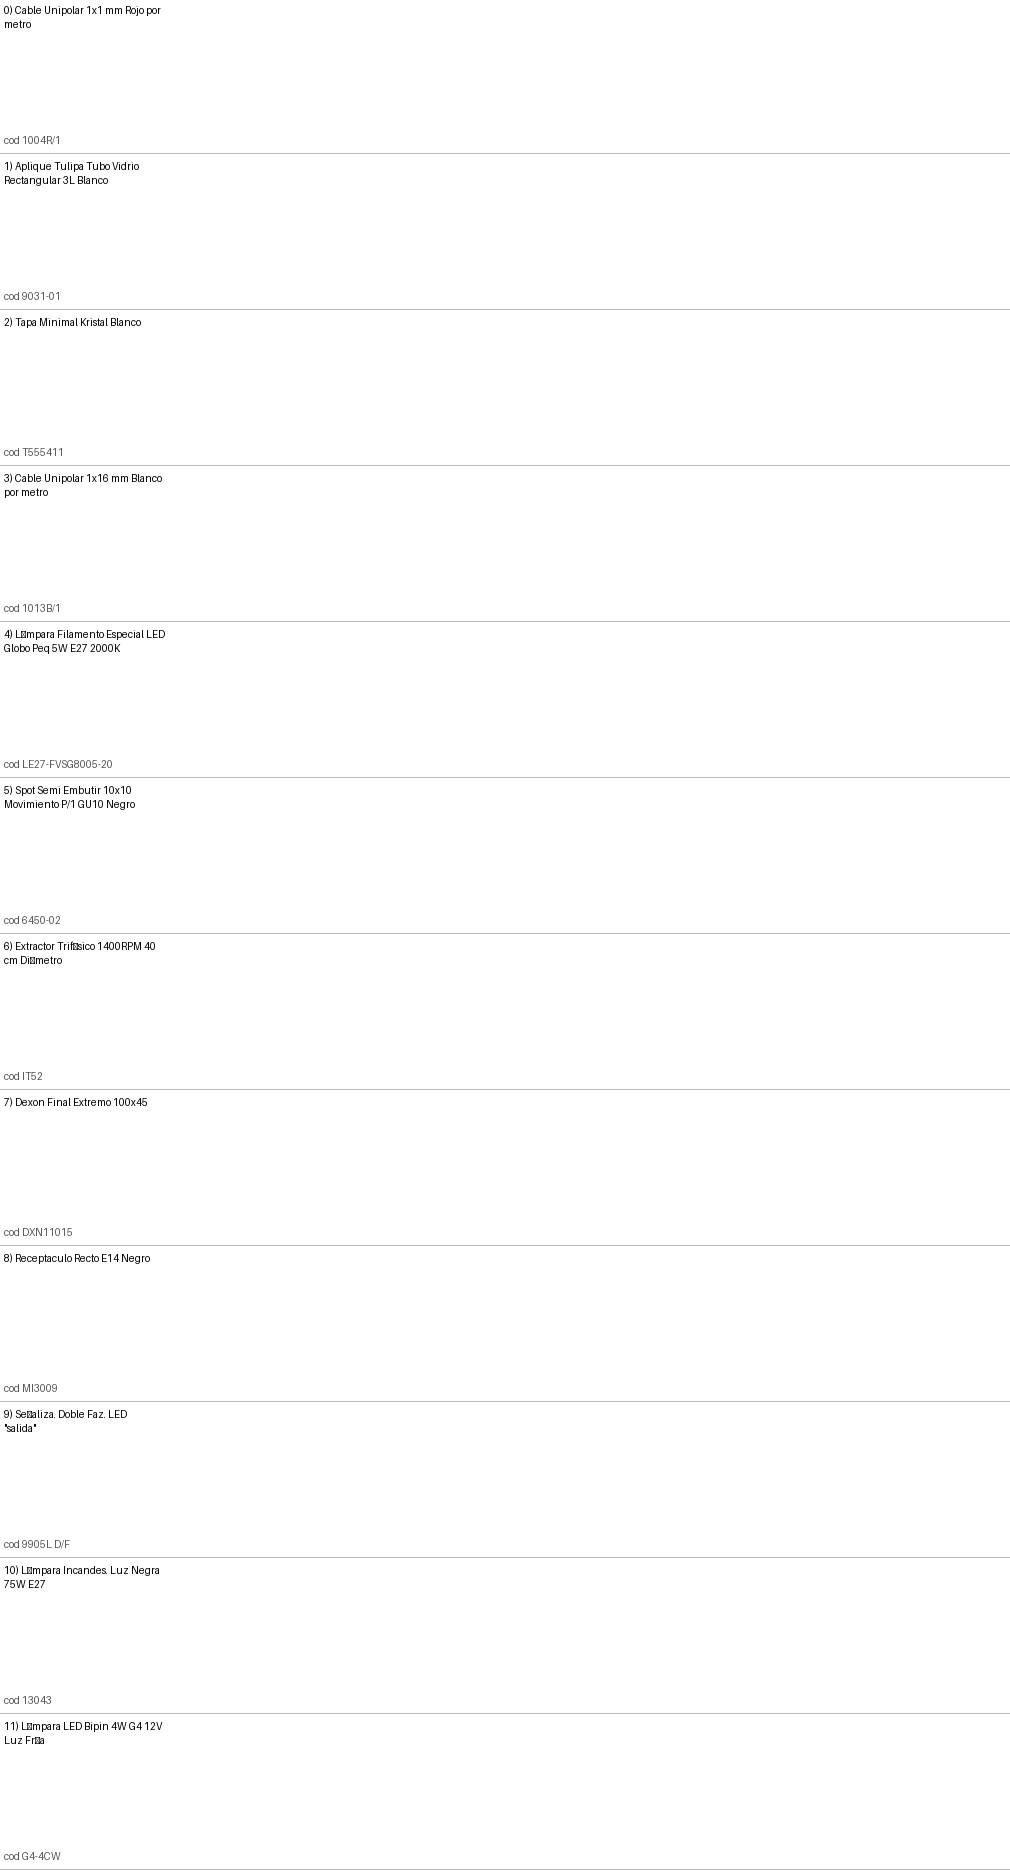 0) Cable Unipolar 1x1 mm Rojo por
metro
cod 1004R/1
1) Aplique Tulipa Tubo Vidrio
Rectangular 3L Blanco
cod 9031-01
2) Tapa Minimal Kristal Blanco
cod T555411
3) Cable Unipolar 1x16 mm Blanco
por metro
cod 1013B/1
4) L▯mpara Filamento Especial LED
Globo Peq 5W E27 2000K
cod LE27-FVSG8005-20
5) Spot Semi Embutir 10x10
Movimiento P/1 GU10 Negro
cod 6450-02
6) Extractor Trif▯sico 1400RPM 40
cm Di▯metro
cod IT52
7) Dexon Final Extremo 100x45
cod DXN11015
8) Receptaculo Recto E14 Negro
cod MI3009
9) Se▯aliza. Doble Faz. LED
"salida"
cod 9905L D/F
10) L▯mpara Incandes. Luz Negra
75W E27
cod 13043
11) L▯mpara LED Bipin 4W G4 12V
Luz Fr▯a
cod G4-4CW